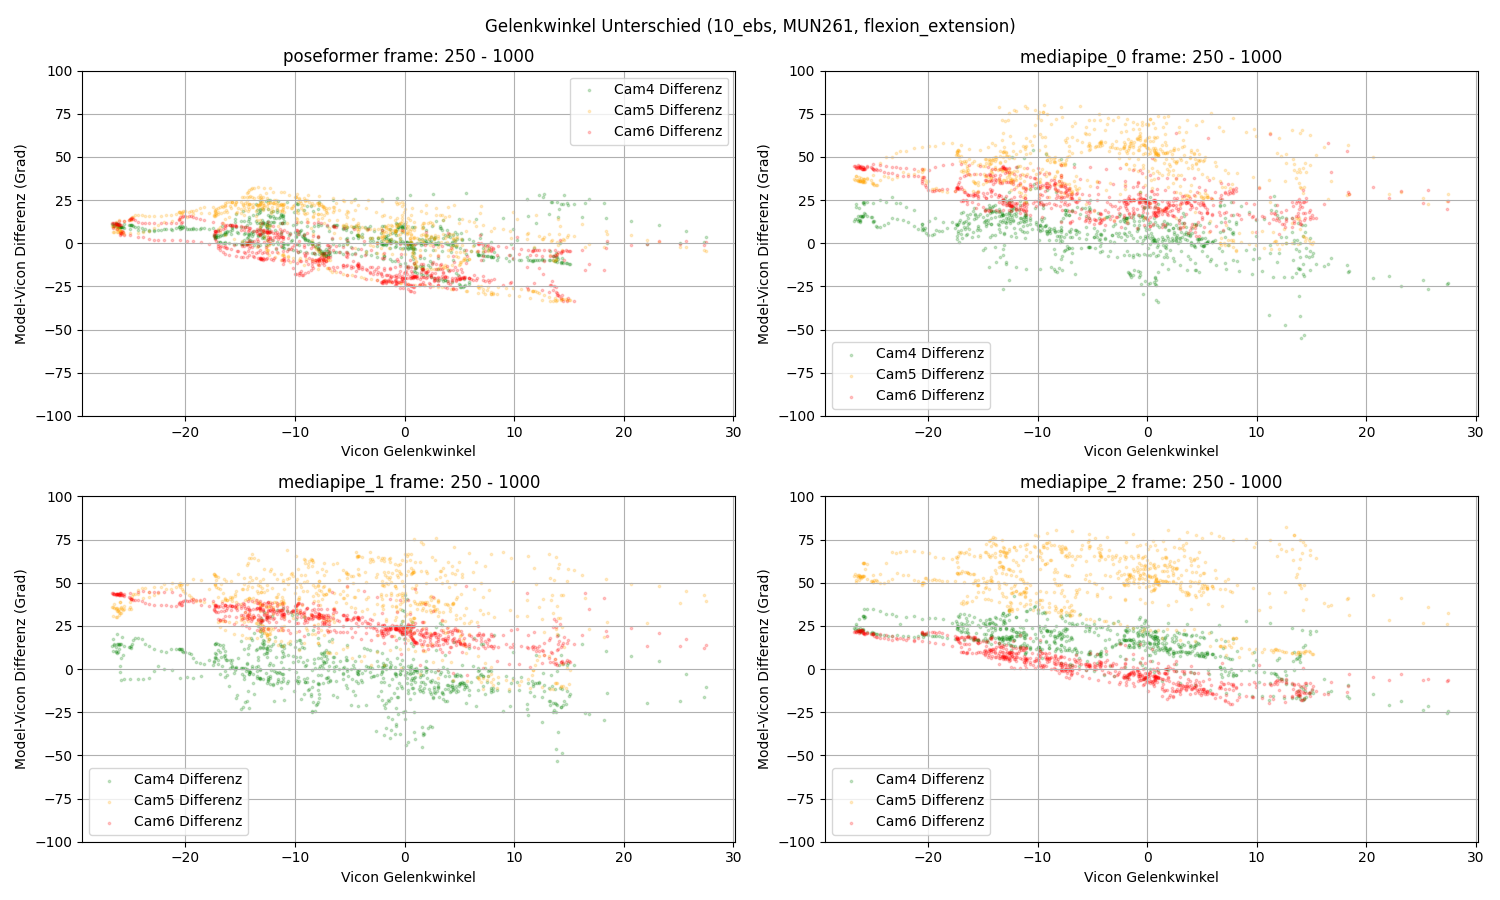 Gelenkwinkel Unterschied (10_ebs, MUN261, flexion_extension)
poseformer frame: 250 - 1000
100
75
50
25
0
−25
−50
−75
−100
Model-Vicon Differenz (Grad)
Cam4 Differenz
Cam5 Differenz
Cam6 Differenz
−20 −10 0 10 20 30
Vicon Gelenkwinkel
mediapipe_0 frame: 250 - 1000
100
75
50
25
0
−25
−50
−75
−100
Model-Vicon Differenz (Grad)
Cam4 Differenz
Cam5 Differenz
Cam6 Differenz
−20 −10 0 10 20 30
Vicon Gelenkwinkel
mediapipe_1 frame: 250 - 1000
100
75
50
25
0
−25
−50
−75
−100
Model-Vicon Differenz (Grad)
Cam4 Differenz
Cam5 Differenz
Cam6 Differenz
−20 −10 0 10 20 30
Vicon Gelenkwinkel
mediapipe_2 frame: 250 - 1000
100
75
50
25
0
−25
−50
−75
−100
Model-Vicon Differenz (Grad)
Cam4 Differenz
Cam5 Differenz
Cam6 Differenz
−20 −10 0 10 20 30
Vicon Gelenkwinkel